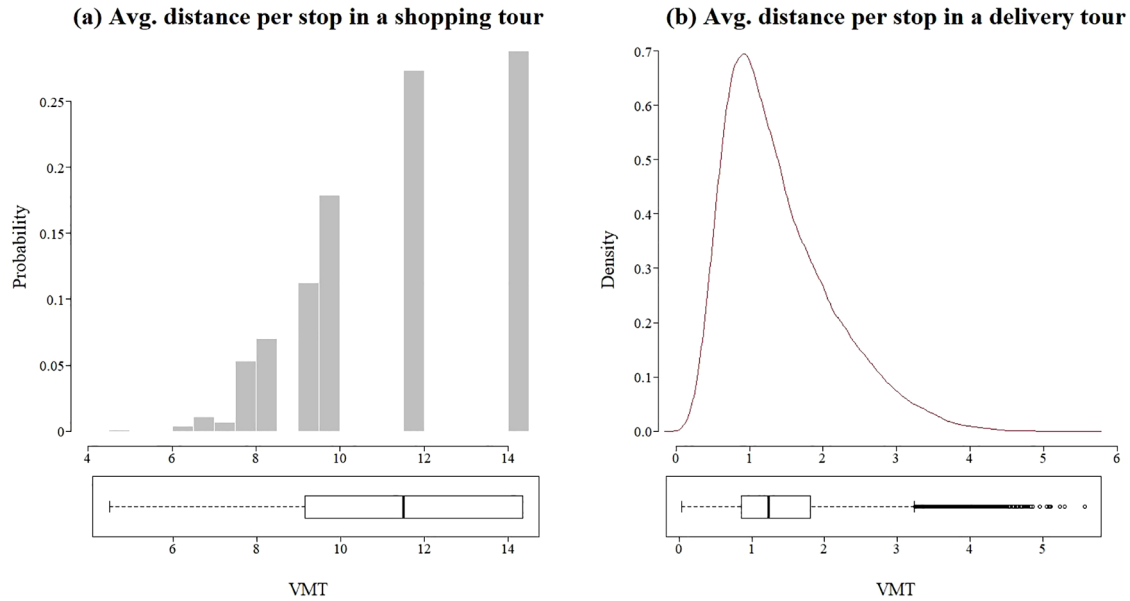 (a) Avg. distance per stop in a shopping tour
Probability
0.25
0.2
0.15
0.1
0.05
0
4 6 8 10 12 14
6 8 10 12 14
VMT
(b) Avg. distance per stop in a delivery tour
Density
0.7
0.6
0.5
0.4
0.3
0.2
0.1
0.0
0 1 2 3 4 5 6
0 1 2 3 4 5
VMT